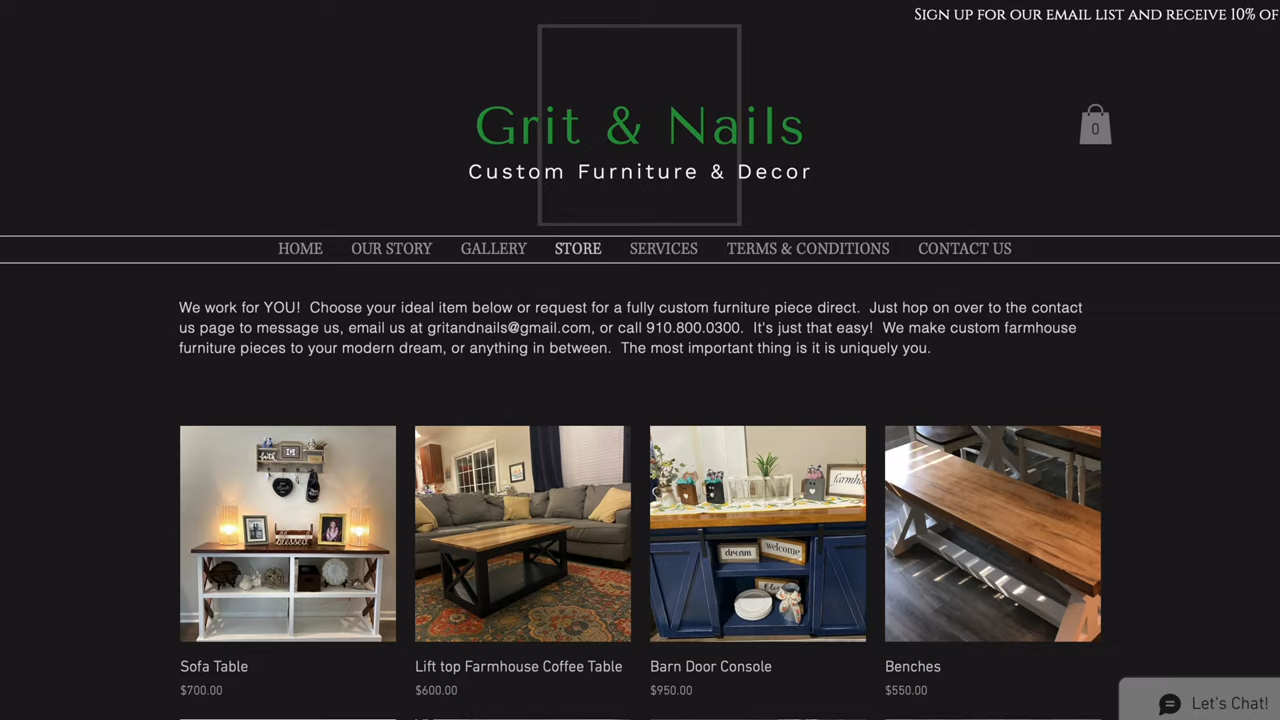 Sign up for our email list and receive 10% of
Grit & Nails
Custom Furniture & Decor
0
HOME OUR STORY GALLERY STORE SERVICES TERMS & CONDITIONS CONTACT US
We work for YOU! Choose your ideal item below or request for a fully custom furniture piece direct. Just hop on over to the contact
us page to message us, email us at gritandnails@gmail.com, or call 910.800.0300. It's just that easy! We make custom farmhouse
furniture pieces to your modern dream, or anything in between. The most important thing is it is uniquely you.
faith
blessed
dream
welcome
farmho
Sofa Table
$700.00
Lift top Farmhouse Coffee Table
$600.00
Barn Door Console
$950.00
Benches
$550.00
Let's Chat!